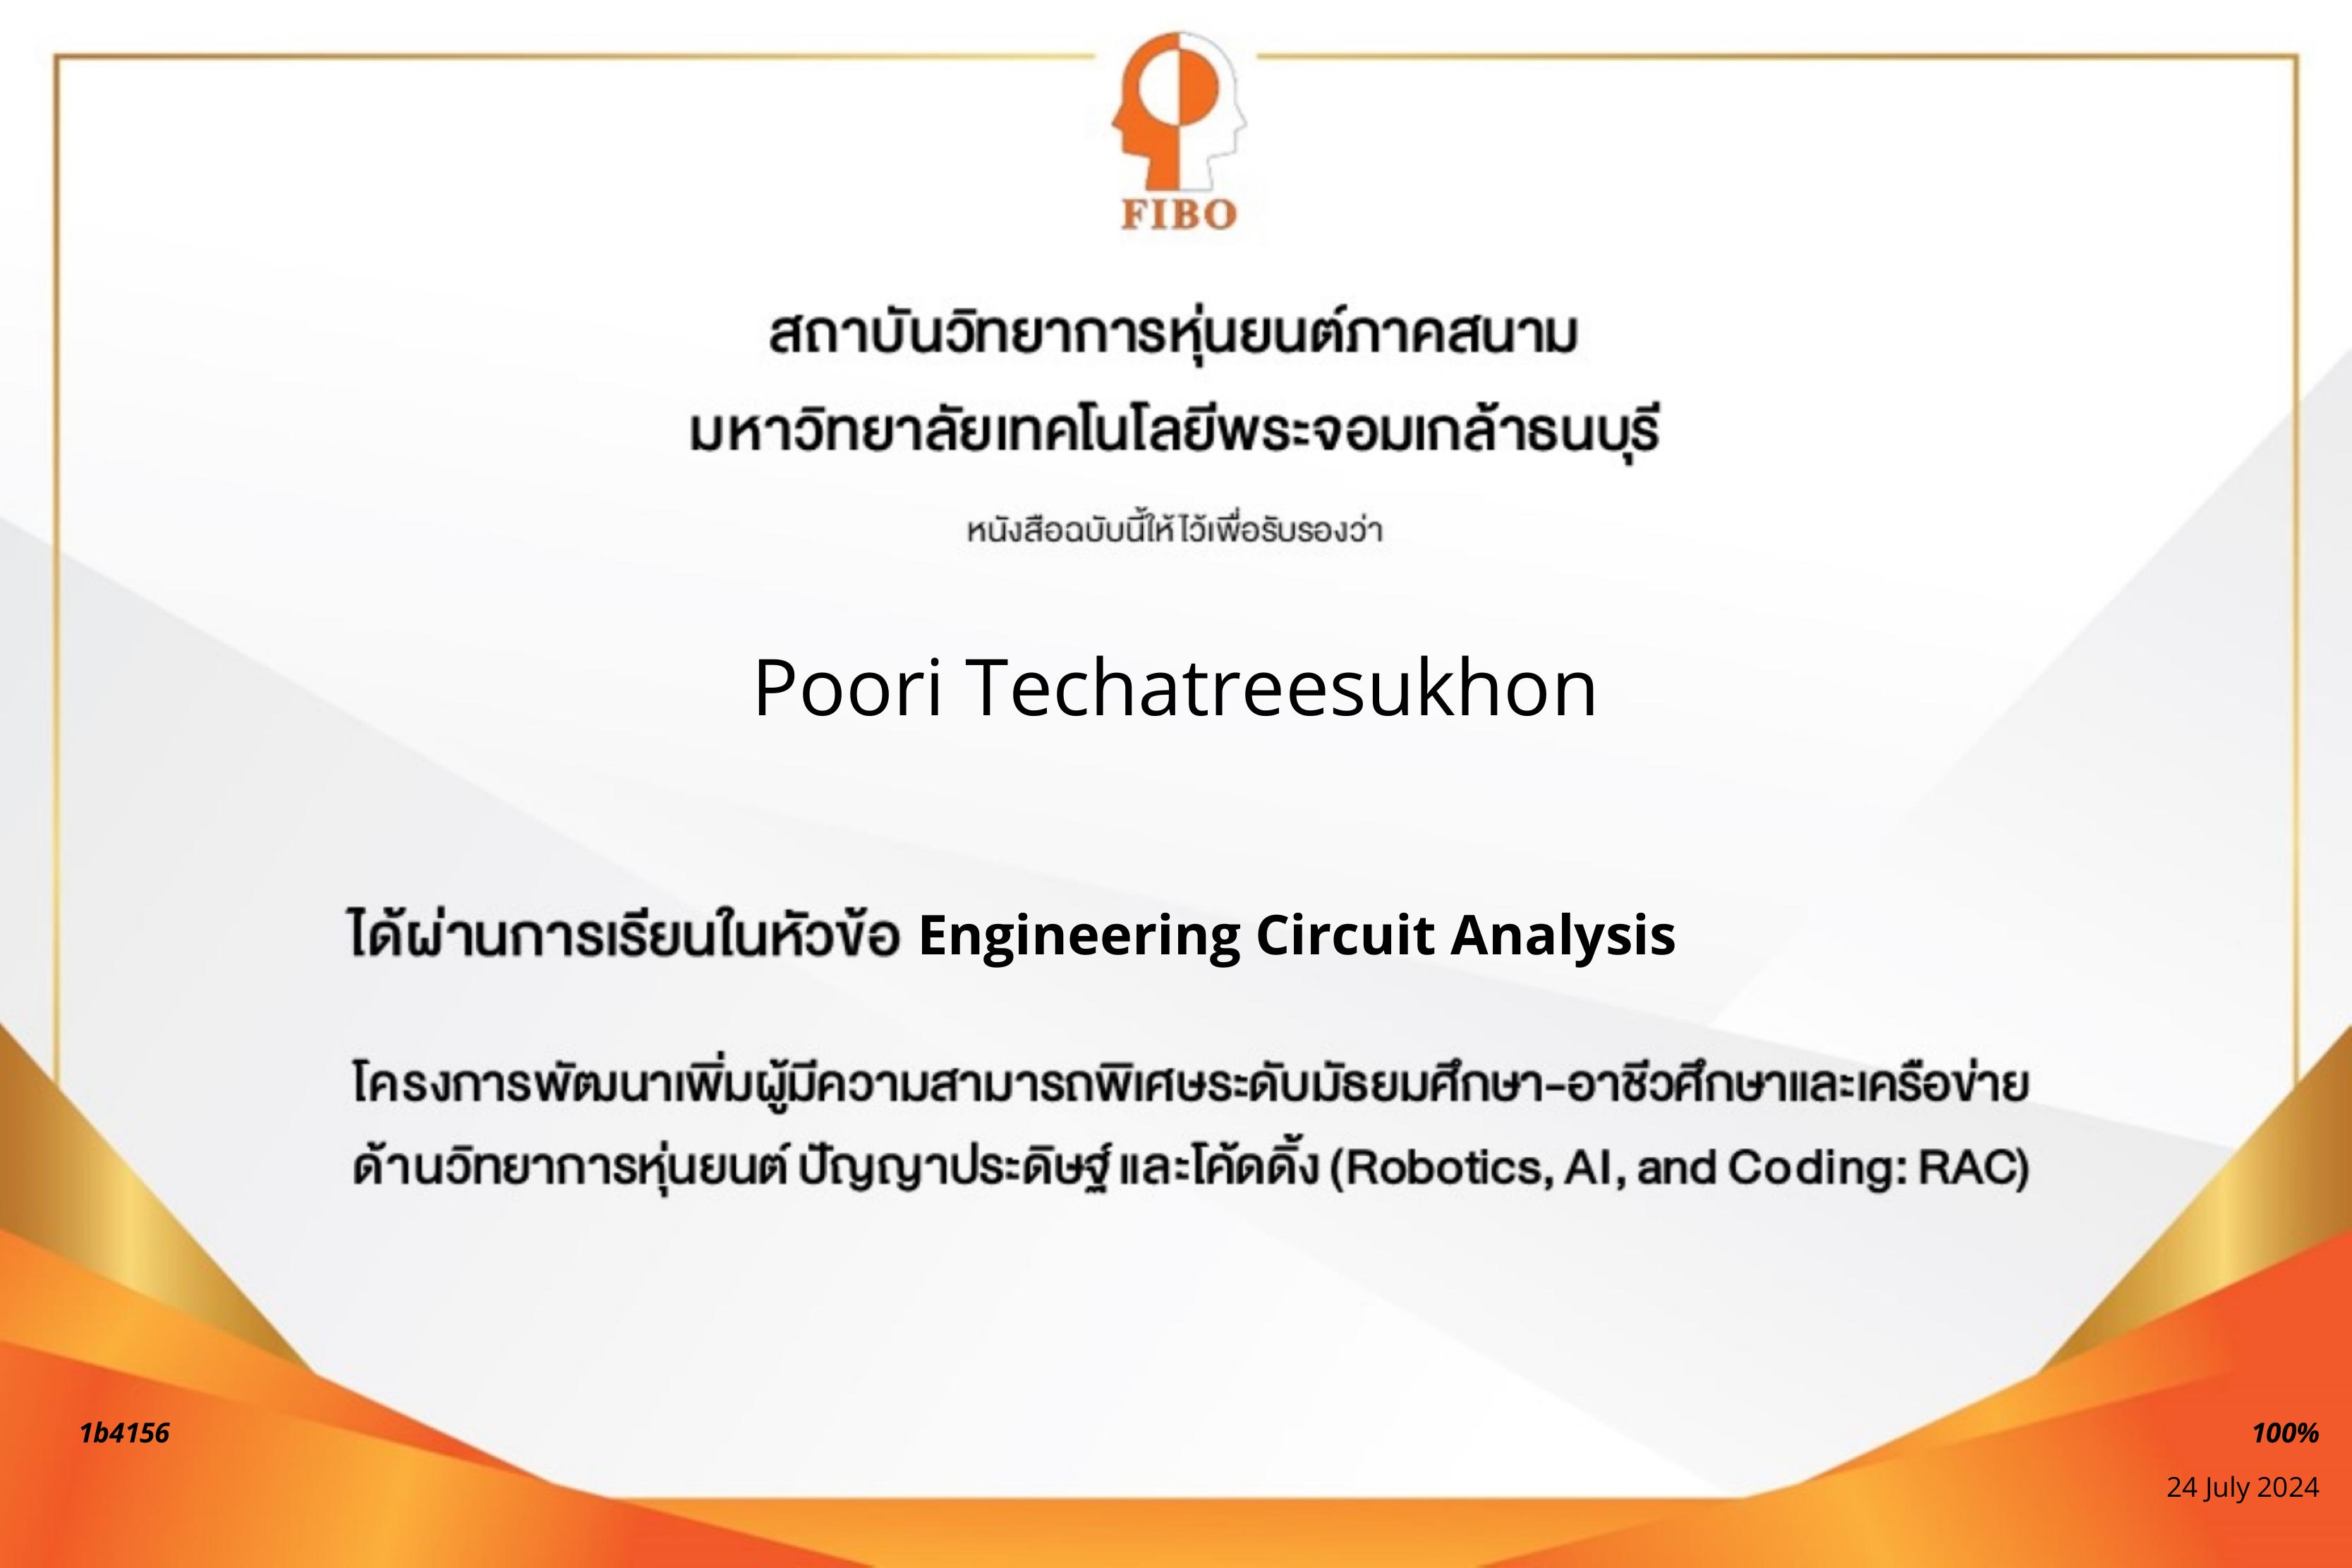 FIBO
สถาบันวิทยาการหุ่นยนต์ภาคสนาม
มหาวิทยาลัยเทคโนโลยีพระจอมเกล้าธนบุรี
หนังสือฉบับนี้ให้ไว้เพื่อรับรองว่า
Poori Techatreesukhon
ได้ผ่านการเรียนในหัวข้อ Engineering Circuit Analysis
โครงการพัฒนาเพิ่มผู้มีความสามารถพิเศษระดับมัธยมศึกษา-อาชีวศึกษาและเครือข่าย
ด้านวิทยาการหุ่นยนต์ ปัญญาประดิษฐ์ และโค้ดดิ้ง (Robotics, AI, and Coding: RAC)
1b4156
100%
24 July 2024